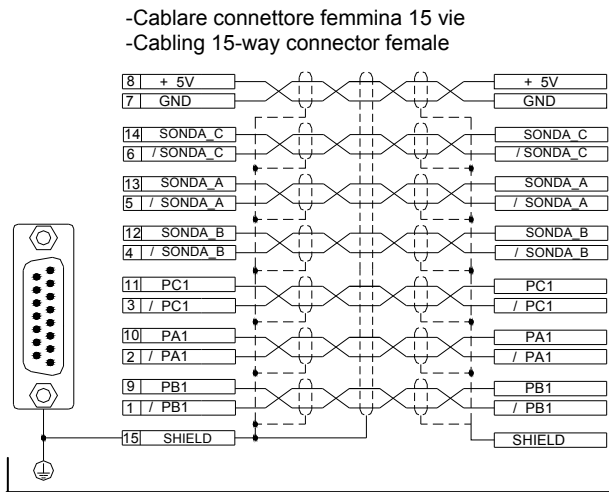 -Cablare connettore femmina 15 vie
-Cabling 15-way connector female
8 + 5V + 5V
7 GND GND
14 SONDA_C SONDA_C
6 / SONDA_C / SONDA_C
13 SONDA_A SONDA_A
5 / SONDA_A / SONDA_A
12 SONDA_B SONDA_B
4 / SONDA_B / SONDA_B
11 PC1 PC1
3 / PC1 / PC1
10 PA1 PA1
2 / PA1 / PA1
9 PB1 PB1
1 / PB1 / PB1
15 SHIELD SHIELD